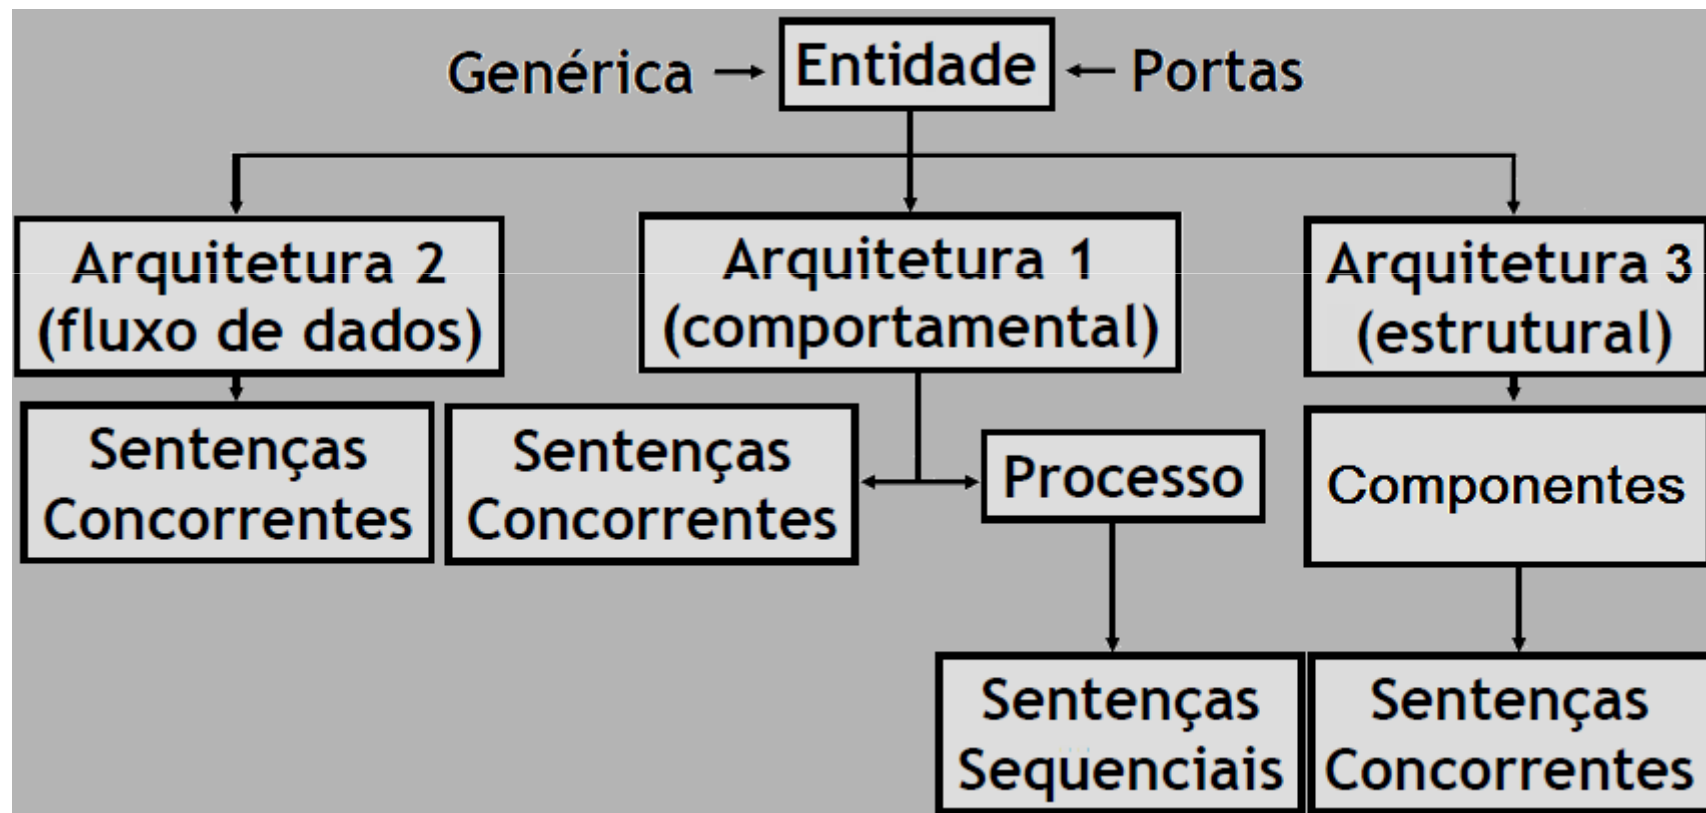 Genérica
Entidade
Portas
Arquitetura 2
(fluxo de dados)
Arquitetura 1
(comportamental)
Arquitetura 3
(estrutural)
Sentenças
Concorrentes
Sentenças
Concorrentes
Processo
Componentes
Sentenças
Seqüenciais
Sentenças
Concorrentes